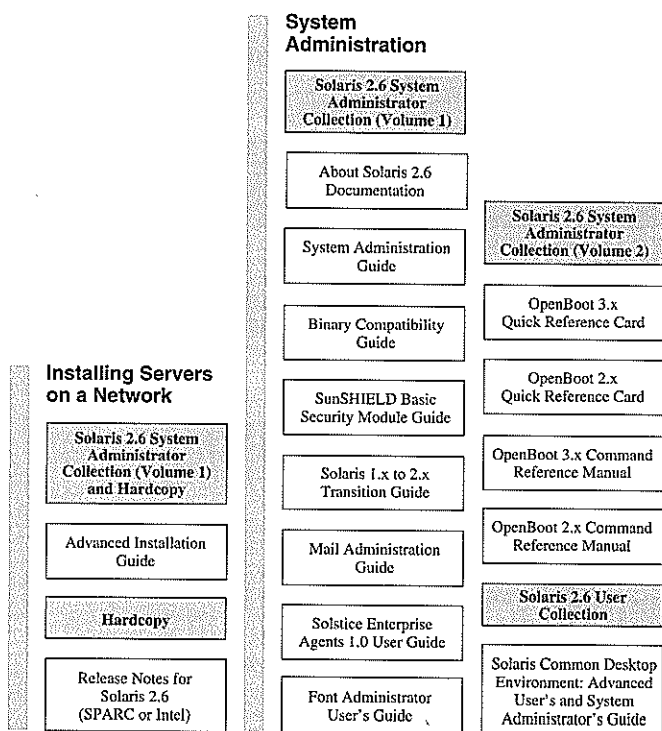 System
Administration
Solaris 2.6 System
Administrator
Collection (Volume 1)
About Solaris 2.6
Documentation
System Administration
Guide
Binary Compatibility
Guide
SunSHIELD Basic
Security Module Guide
Solaris 1.x to 2.x
Transition Guide
Mail Administration
Guide
Solstice Enterprise
Agents 1.0 User Guide
Font Administrator
User's Guide
Solaris 2.6 System
Administrator
Collection (Volume 2)
OpenBoot 3.x
Quick Reference Card
OpenBoot 2.x
Quick Reference Card
OpenBoot 3.x Command
Reference Manual
OpenBoot 2.x Command
Reference Manual
Solaris 2.6 User
Collection
Solaris Common Desktop
Environment: Advanced
User's and System
Administrator's Guide
Installing Servers
on a Network
Solaris 2.6 System
Administrator
Collection (Volume 1)
and Hardcopy
Advanced Installation
Guide
Hardcopy
Release Notes for
Solaris 2.6
(SPARC or Intel)